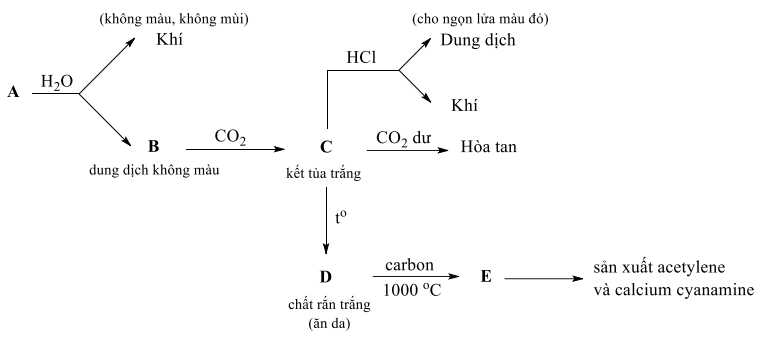 (không màu, không mùi)
Khí
(cho ngọn lửa màu đỏ)
Dung dịch
HCl
H₂O
A
Khí
B
CO₂
C
CO₂ dư
Hòa tan
dung dịch không màu
kết tủa trắng
tᵒ
D
carbon
1000 ᵒC
E
sản xuất acetylene
và calcium cyanamine
chất rắn trắng
(ăn da)